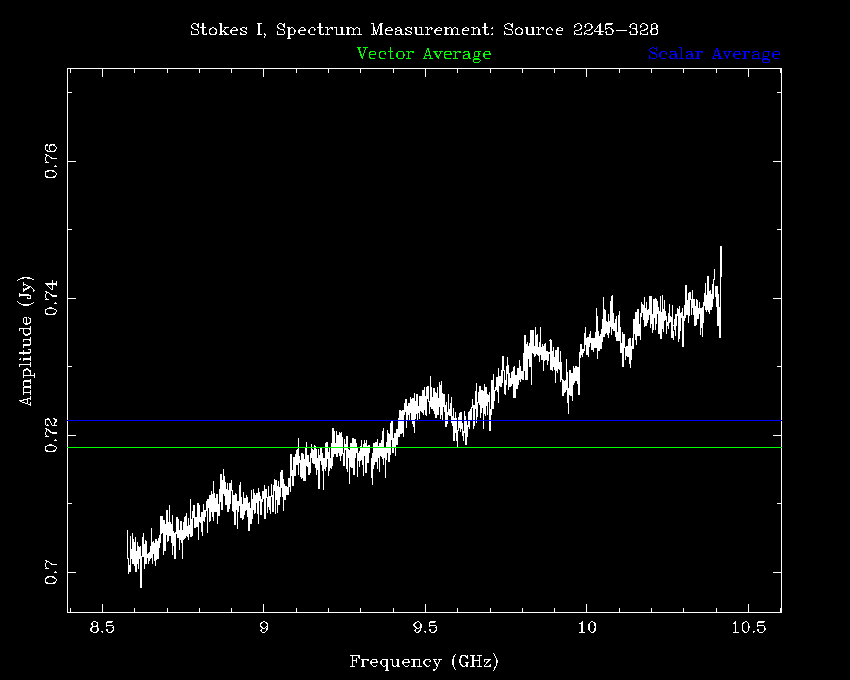 Stokes I, Spectrum Measurement: Source 2245−328
Vector Average Scalar Average
0.76
0.74
0.72
0.7
Amplitude (Jy)
8.5 9 9.5 10 10.5
Frequency (GHz)